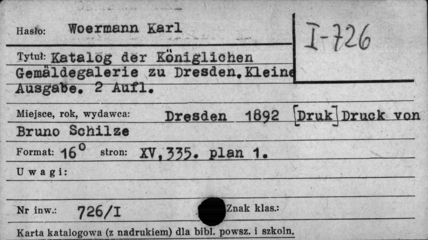 Hasło: Woermann Karl
I-726
Tytuł: Katalog der Königlichen
Gemäldegalerie zu Dresden. Kleine
Ausgabe. 2 Aufl.
Miejsce, rok, wydawca: Dresden 1892 [Druk] Druck von
Bruno Schilze
Format: 16° stron: XV,335. plan 1.
Uwagi:
Nr inw.: 726/I Znak klas.:
Karta katalogowa (z nadrukiem) dla bibl. powsz. i szkoln.